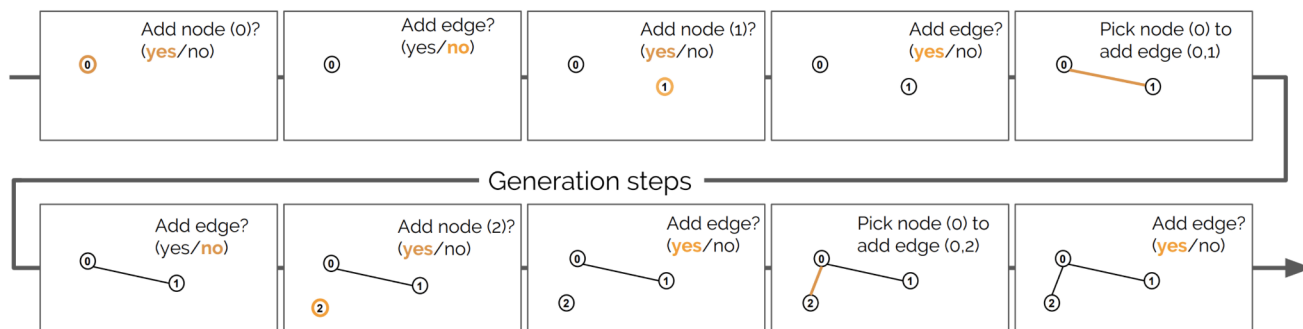 Add node (0)?
(yes/no)
0
Add edge?
(yes/no)
0
Add node (1)?
(yes/no)
0
1
Add edge?
(yes/no)
0
1
Pick node (0) to
add edge (0,1)
0
1
Generation steps
Add edge?
(yes/no)
0
1
Add node (2)?
(yes/no)
0
1
2
Add edge?
(yes/no)
0
1
2
Pick node (0) to
add edge (0,2)
0
1
2
Add edge?
(yes/no)
0
1
2